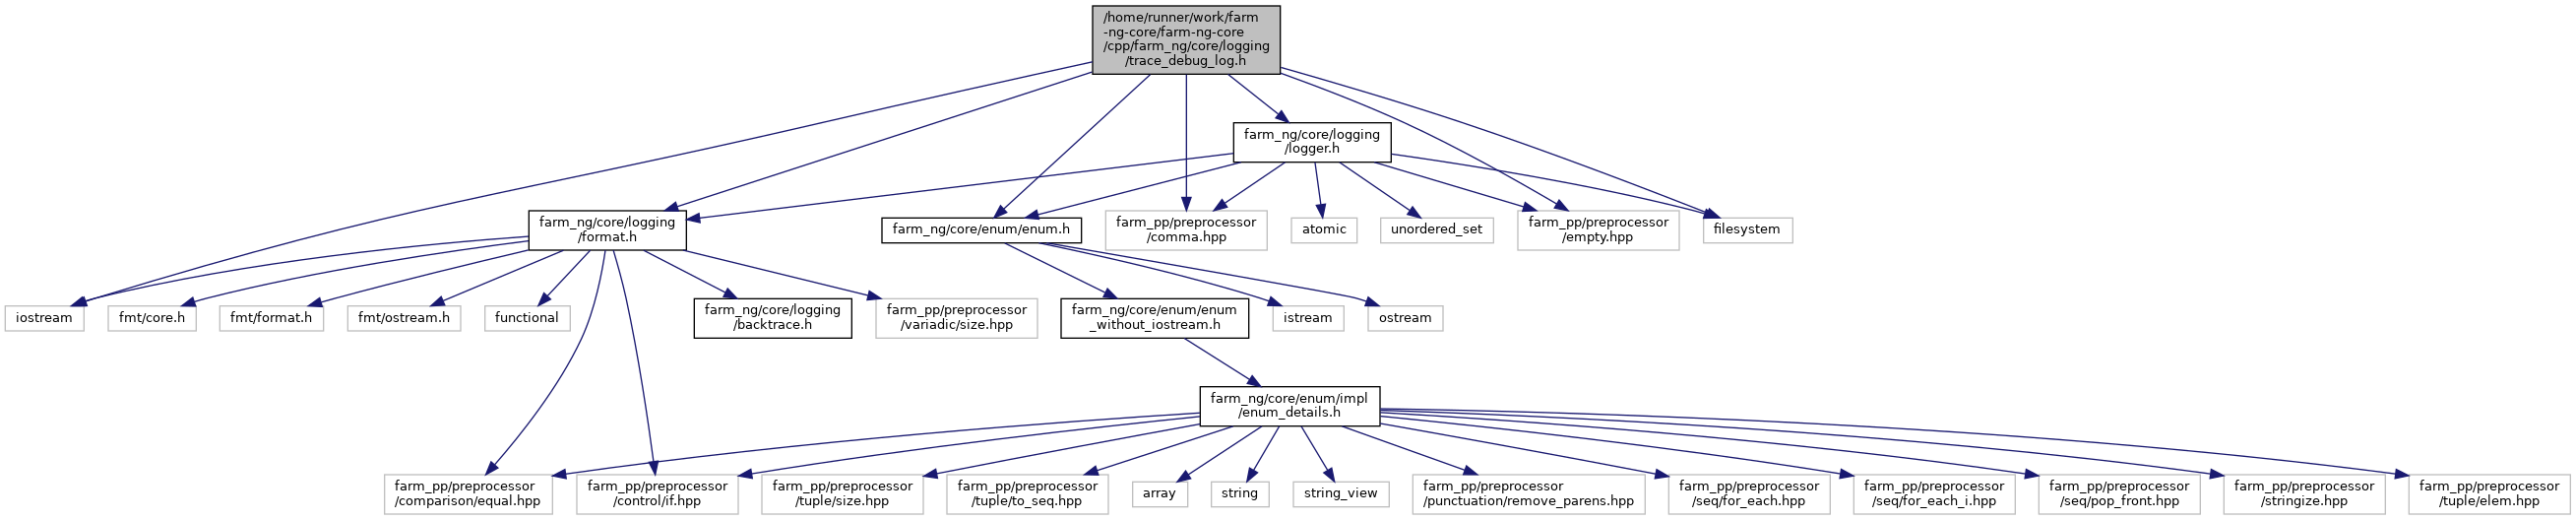 /home/runner/work/farm
-ng-core/farm-ng-core
/cpp/farm_ng/core/logging
/trace_debug_log.h
farm_ng/core/logging
/logger.h
farm_ng/core/logging
/format.h
farm_ng/core/enum/enum.h
farm_pp/preprocessor
/comma.hpp
atomic
unordered_set
farm_pp/preprocessor
/empty.hpp
filesystem
iostream
fmt/core.h
fmt/format.h
fmt/ostream.h
functional
farm_ng/core/logging
/backtrace.h
farm_pp/preprocessor
/variadic/size.hpp
farm_ng/core/enum/enum
_without_iostream.h
istream
ostream
farm_ng/core/enum/impl
/enum_details.h
farm_pp/preprocessor
/comparison/equal.hpp
farm_pp/preprocessor
/control/if.hpp
farm_pp/preprocessor
/tuple/size.hpp
farm_pp/preprocessor
/tuple/to_seq.hpp
array
string
string_view
farm_pp/preprocessor
/punctuation/remove_parens.hpp
farm_pp/preprocessor
/seq/for_each.hpp
farm_pp/preprocessor
/seq/for_each_i.hpp
farm_pp/preprocessor
/seq/pop_front.hpp
farm_pp/preprocessor
/stringize.hpp
farm_pp/preprocessor
/tuple/elem.hpp